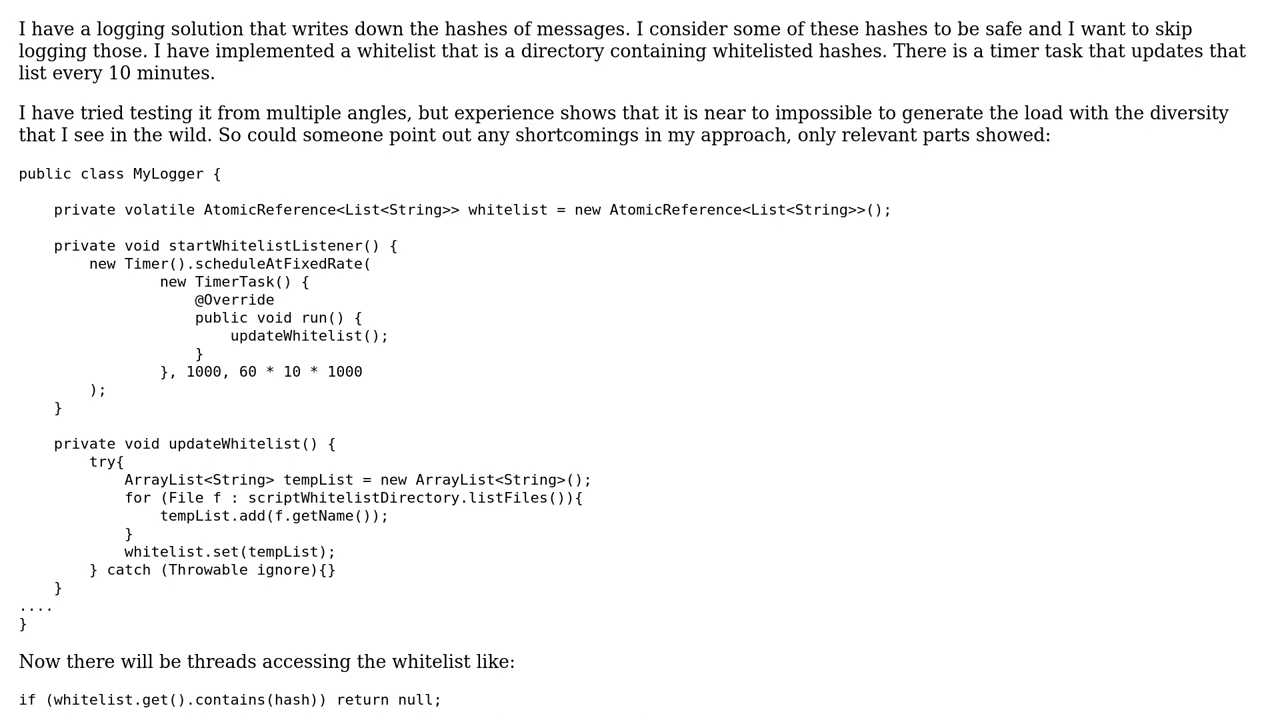 I have a logging solution that writes down the hashes of messages. I consider some of these hashes to be safe and I want to skip
logging those. I have implemented a whitelist that is a directory containing whitelisted hashes. There is a timer task that updates that
list every 10 minutes.
I have tried testing it from multiple angles, but experience shows that it is near to impossible to generate the load with the diversity
that I see in the wild. So could someone point out any shortcomings in my approach, only relevant parts showed:
public class MyLogger {
    private volatile AtomicReference<List<String>> whitelist = new AtomicReference<List<String>>();
    private void startWhitelistListener() {
        new Timer().scheduleAtFixedRate(
                new TimerTask() {
                    @Override
                    public void run() {
                        updateWhitelist();
                    }
                }, 1000, 60 * 10 * 1000
        );
    }
    private void updateWhitelist() {
        try{
            ArrayList<String> tempList = new ArrayList<String>();
            for (File f : scriptWhitelistDirectory.listFiles()){
                tempList.add(f.getName());
            }
            whitelist.set(tempList);
        } catch (Throwable ignore){}
    }
....
}
Now there will be threads accessing the whitelist like:
if (whitelist.get().contains(hash)) return null;